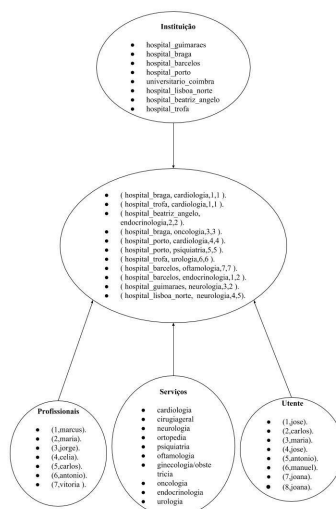 Instituição
● hospital_guimaraes
● hospital_braga
● hospital_barcelos
● hospital_porto
● universitario_coimbra
● hospital_lisboa_norte
● hospital_beatriz_angelo
● hospital_trofa
● ( hospital_braga, cardiologia,1,1 ).
● ( hospital_trofa, cardiologia,1,1 ).
● ( hospital_beatriz_angelo,
endocrinologia,2,2 ).
● ( hospital_braga, oncología,3,3 ).
● ( hospital_porto, cardiologia,4,4 ).
● ( hospital_porto, psiquiatria,5,5 ).
● ( hospital_trofa, urologia,6,6 ).
● ( hospital_barcelos, oftamologia,7,7 ).
● ( hospital_barcelos, endocrinologia,1,2 ).
● ( hospital_guimaraes, neurologia,3,2 ).
● ( hospital_lisboa_norte, neurologia,4,5).
Profissionais
● (1,marcus).
● (2,maria).
● (3,jorge).
● (4,celia).
● (5,carlos).
● (6,antonio).
● (7,vitoria ).
Serviços
● cardiologia
● cirugiageral
● neurologia
● ortopedia
● psiquiatria
● oftamologia
● ginecologia/obste
tricia
● oncologia
● endocrinologia
● urologia
Utente
● (1,jose).
● (2,carlos).
● (3,maria).
● (4,jose).
● (5,antonio).
● (6,manuel).
● (7,joana).
● (8,joana).